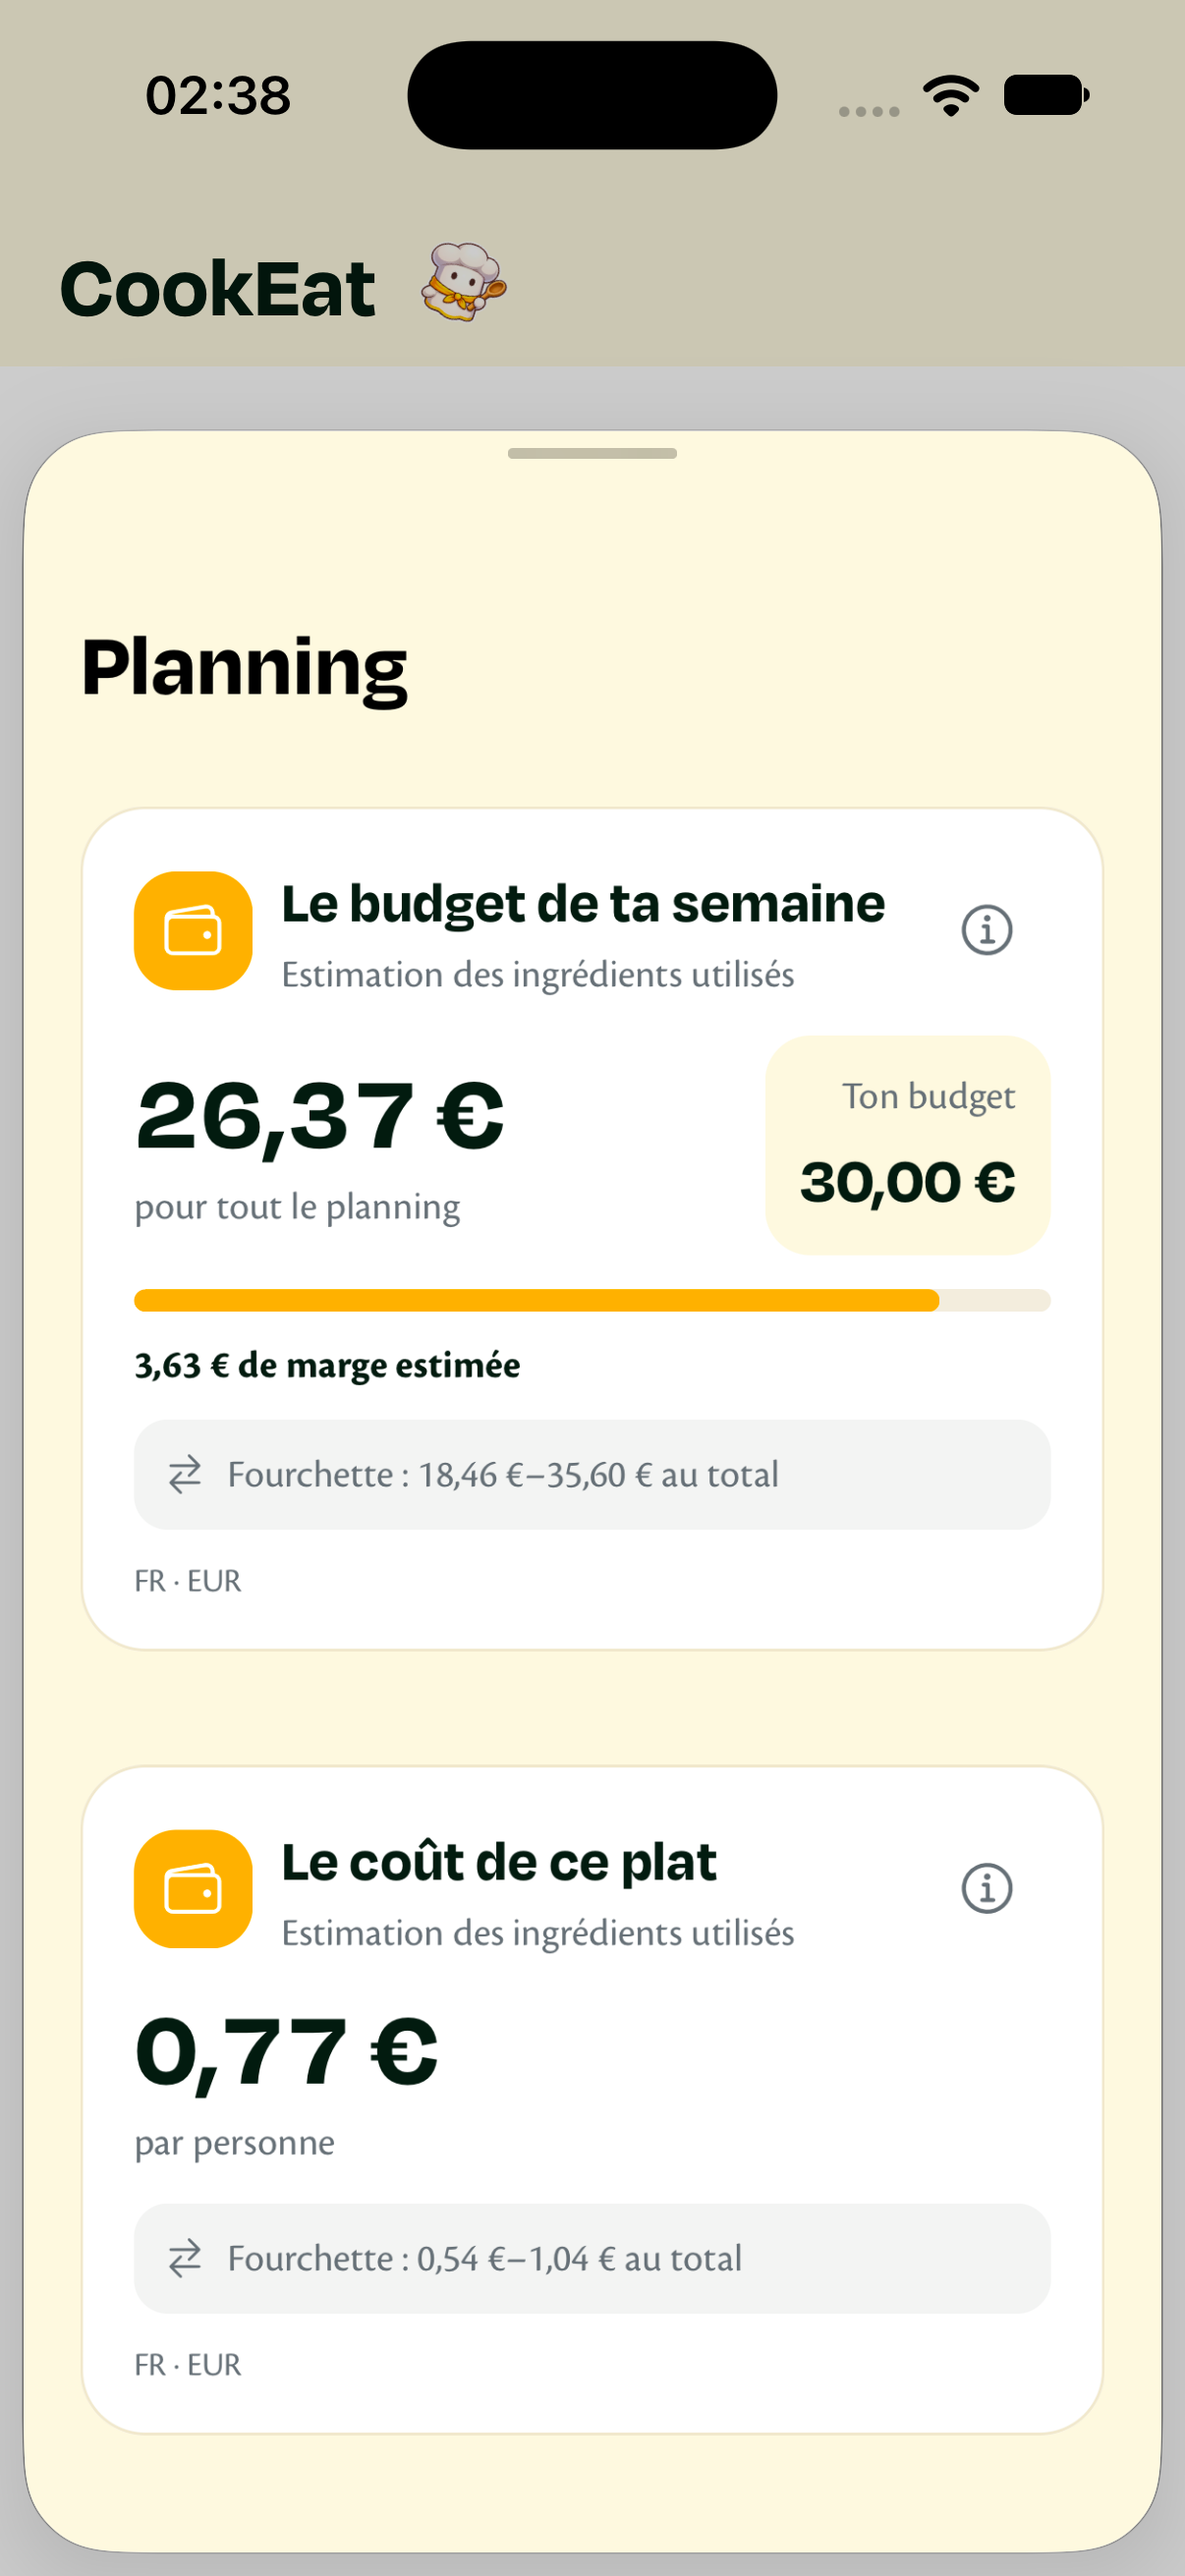 02:38
CookEat
Planning
Le budget de ta semaine
Estimation des ingrédients utilisés
26,37 €
pour tout le planning
Ton budget
30,00 €
3,63 € de marge estimée
Fourchette : 18,46 €–35,60 € au total
FR · EUR
Le coût de ce plat
Estimation des ingrédients utilisés
0,77 €
par personne
Fourchette : 0,54 €–1,04 € au total
FR · EUR